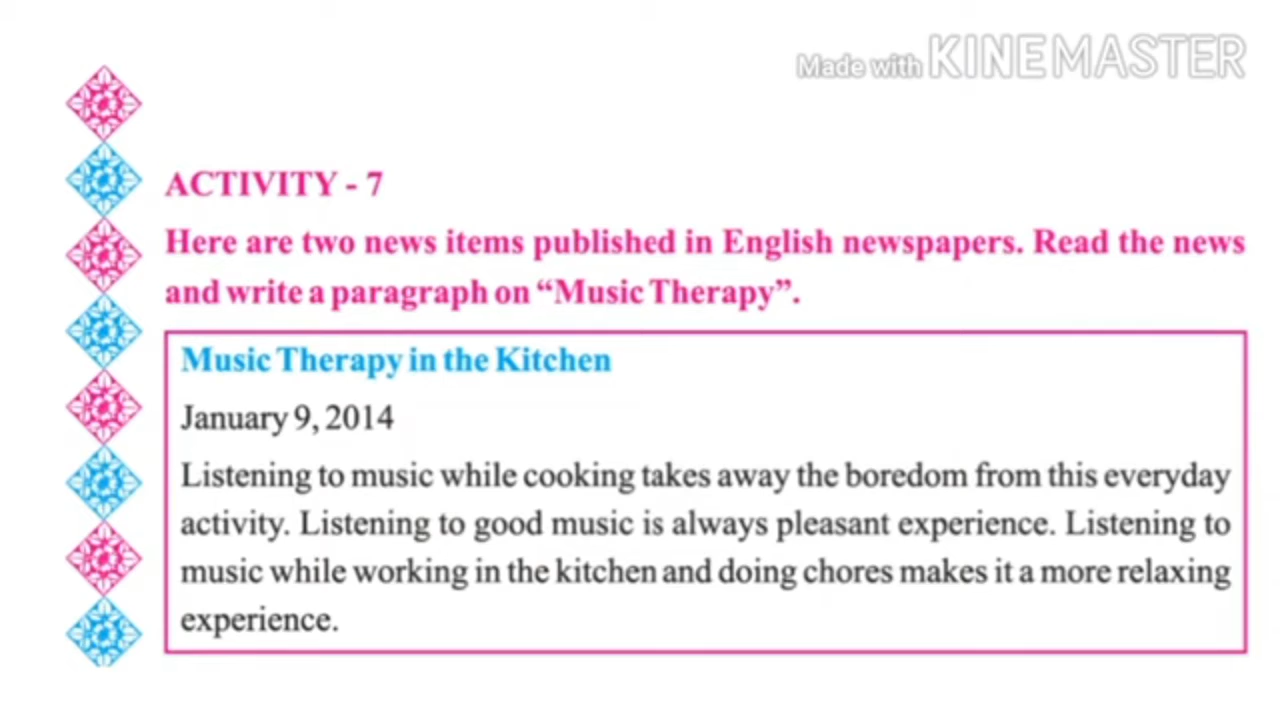 Made with KINEMASTER
ACTIVITY - 7
Here are two news items published in English newspapers. Read the news
and write a paragraph on “Music Therapy”.
Music Therapy in the Kitchen
January 9, 2014
Listening to music while cooking takes away the boredom from this everyday
activity. Listening to good music is always pleasant experience. Listening to
music while working in the kitchen and doing chores makes it a more relaxing
experience.